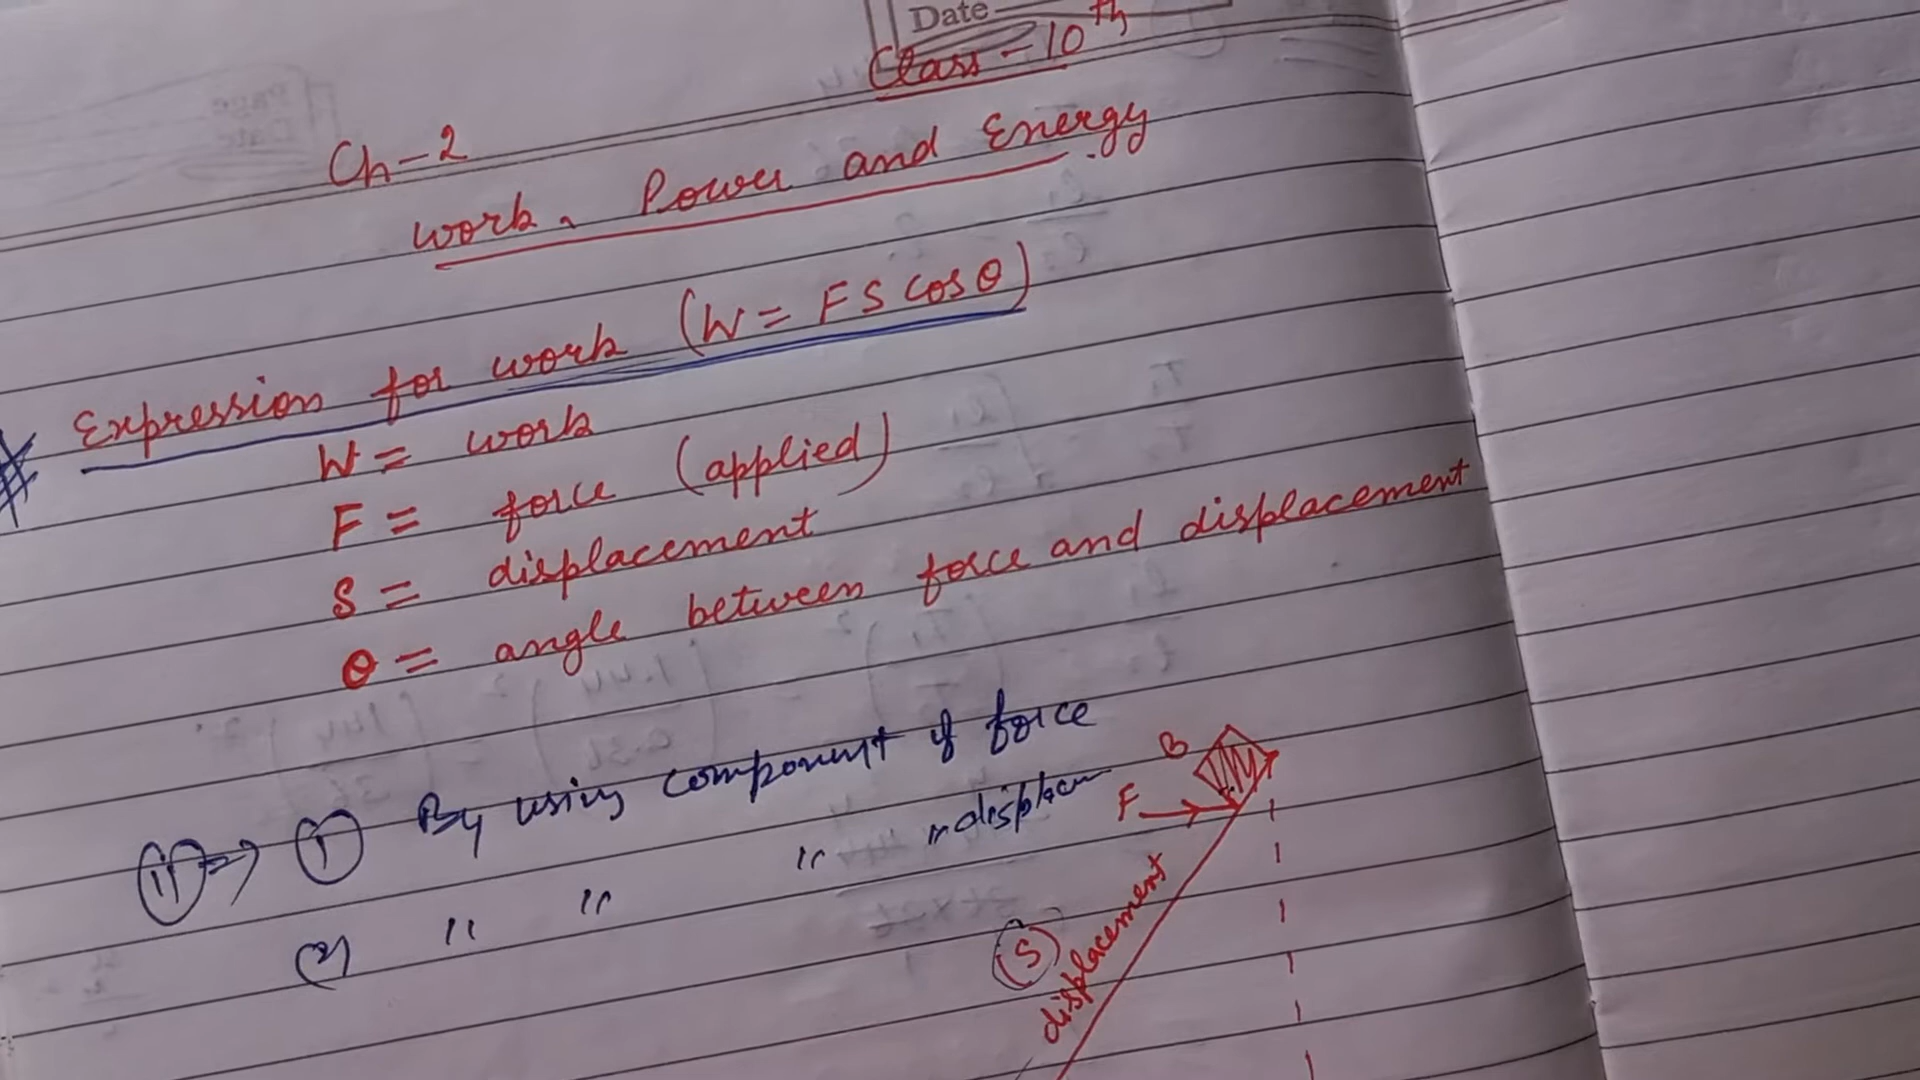 Date
Class - 10th
Ch-2
Work, Power and Energy
Expression for work (W = FS cosθ)
W = work
F = force (applied)
S = displacement
θ = angle between force and displacement
(ii) => (1) By using component of force
(2) " " " " displacem
B
F
(S)
displacement